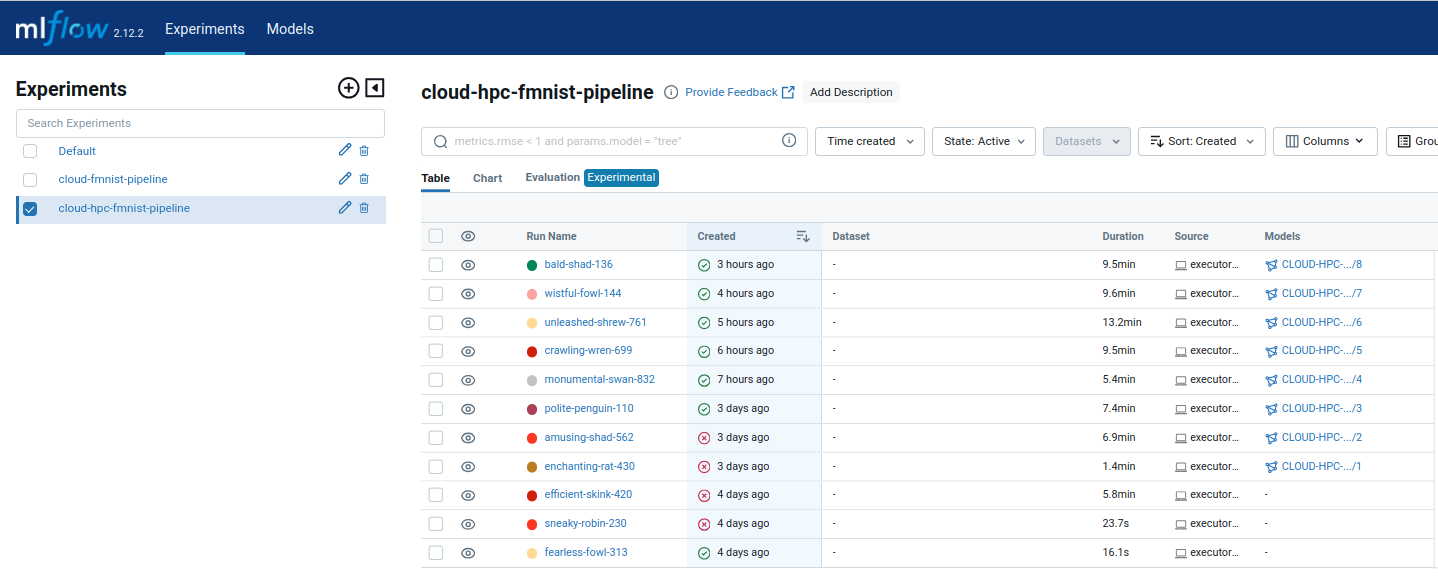 mlflow 2.12.2 Experiments Models
Experiments
Search Experiments
Default
cloud-fmnist-pipeline
cloud-hpc-fmnist-pipeline
cloud-hpc-fmnist-pipeline Provide Feedback Add Description
metrics.rmse < 1 and params.model = "tree" Time created State: Active Datasets Sort: Created Columns Grou
Table Chart Evaluation Experimental
Run Name Created Dataset Duration Source Models
bald-shad-136 3 hours ago - 9.5min executor... CLOUD-HPC-.../8
wistful-fowl-144 4 hours ago - 9.6min executor... CLOUD-HPC-.../7
unleashed-shrew-761 5 hours ago - 13.2min executor... CLOUD-HPC-.../6
crawling-wren-699 6 hours ago - 9.5min executor... CLOUD-HPC-.../5
monumental-swan-832 7 hours ago - 5.4min executor... CLOUD-HPC-.../4
polite-penguin-110 3 days ago - 7.4min executor... CLOUD-HPC-.../3
amusing-shad-562 3 days ago - 6.9min executor... CLOUD-HPC-.../2
enchanting-rat-430 3 days ago - 1.4min executor... CLOUD-HPC-.../1
efficient-skink-420 4 days ago - 5.8min executor... -
sneaky-robin-230 4 days ago - 23.7s executor... -
fearless-fowl-313 4 days ago - 16.1s executor... -